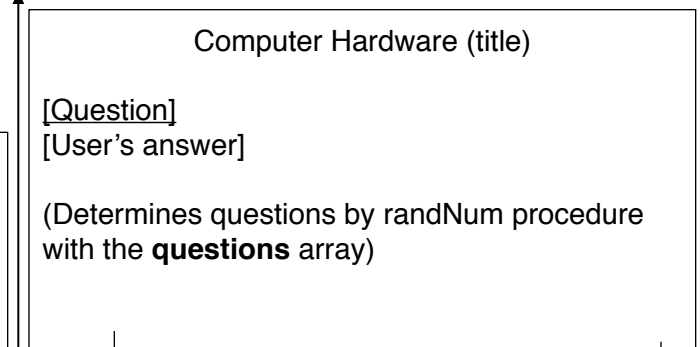 Computer Hardware (title)
[Question]
[User’s answer]
(Determines questions by randNum procedure
with the questions array)